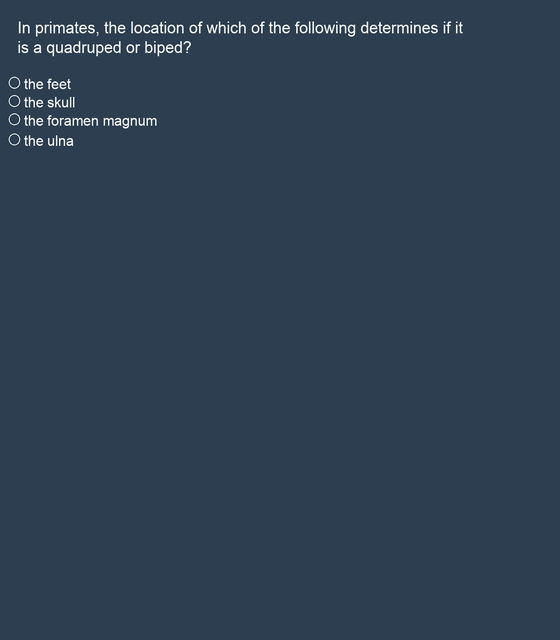 In primates, the location of which of the following determines if it
is a quadruped or biped?
the feet
the skull
the foramen magnum
the ulna